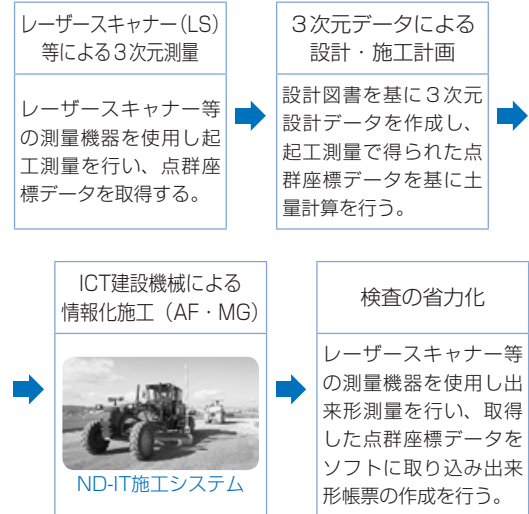 レーザースキャナー(LS)
等による３次元測量
レーザースキャナー等
の測量機器を使用し起
工測量を行い、点群座
標データを取得する。
３次元データによる
設計・施工計画
設計図書を基に３次元
設計データを作成し、
起工測量で得られた点
群座標データを基に土
量計算を行う。
ICT建設機械による
情報化施工（AF・MG）
ND-IT施工システム
検査の省力化
レーザースキャナー等
の測量機器を使用し出
来形測量を行い、取得
した点群座標データを
ソフトに取り込み出来
形帳票の作成を行う。